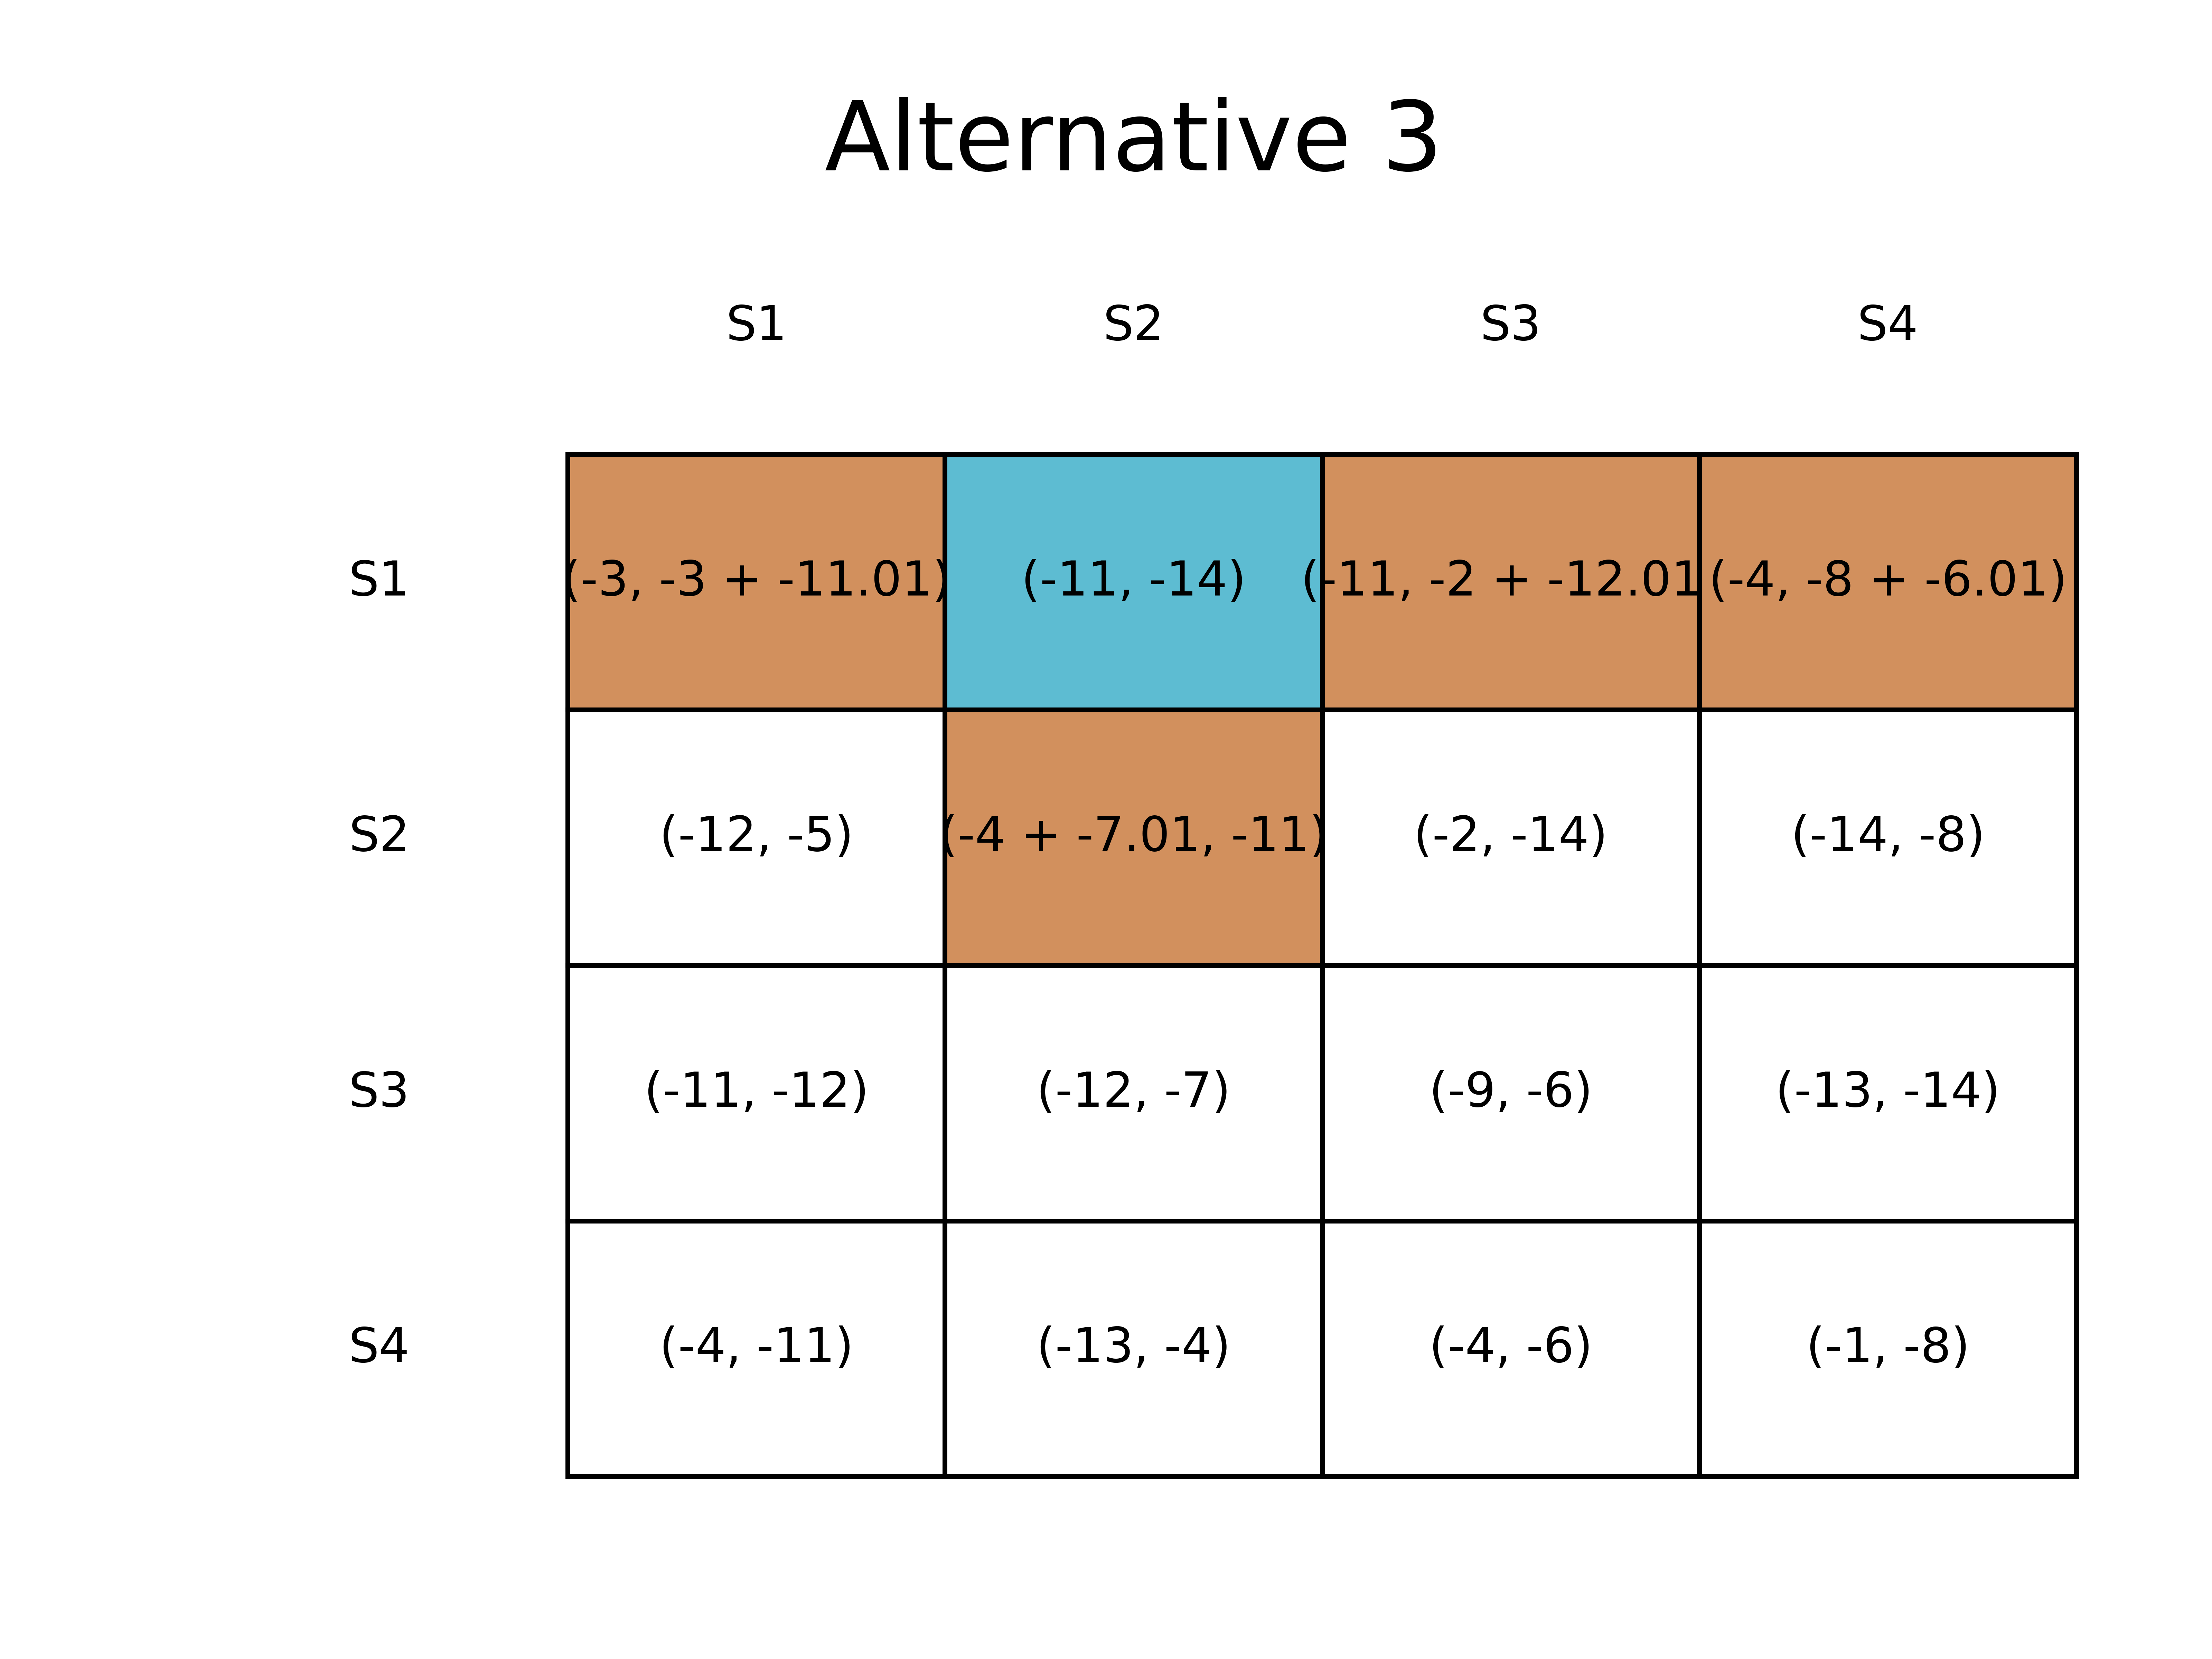 Alternative 3
S1 S2 S3 S4
S1 (-3, -3 + -11.01) (-11, -14) (-11, -2 + -12.01 (-4, -8 + -6.01)
S2 (-12, -5) (-4 + -7.01, -11) (-2, -14) (-14, -8)
S3 (-11, -12) (-12, -7) (-9, -6) (-13, -14)
S4 (-4, -11) (-13, -4) (-4, -6) (-1, -8)